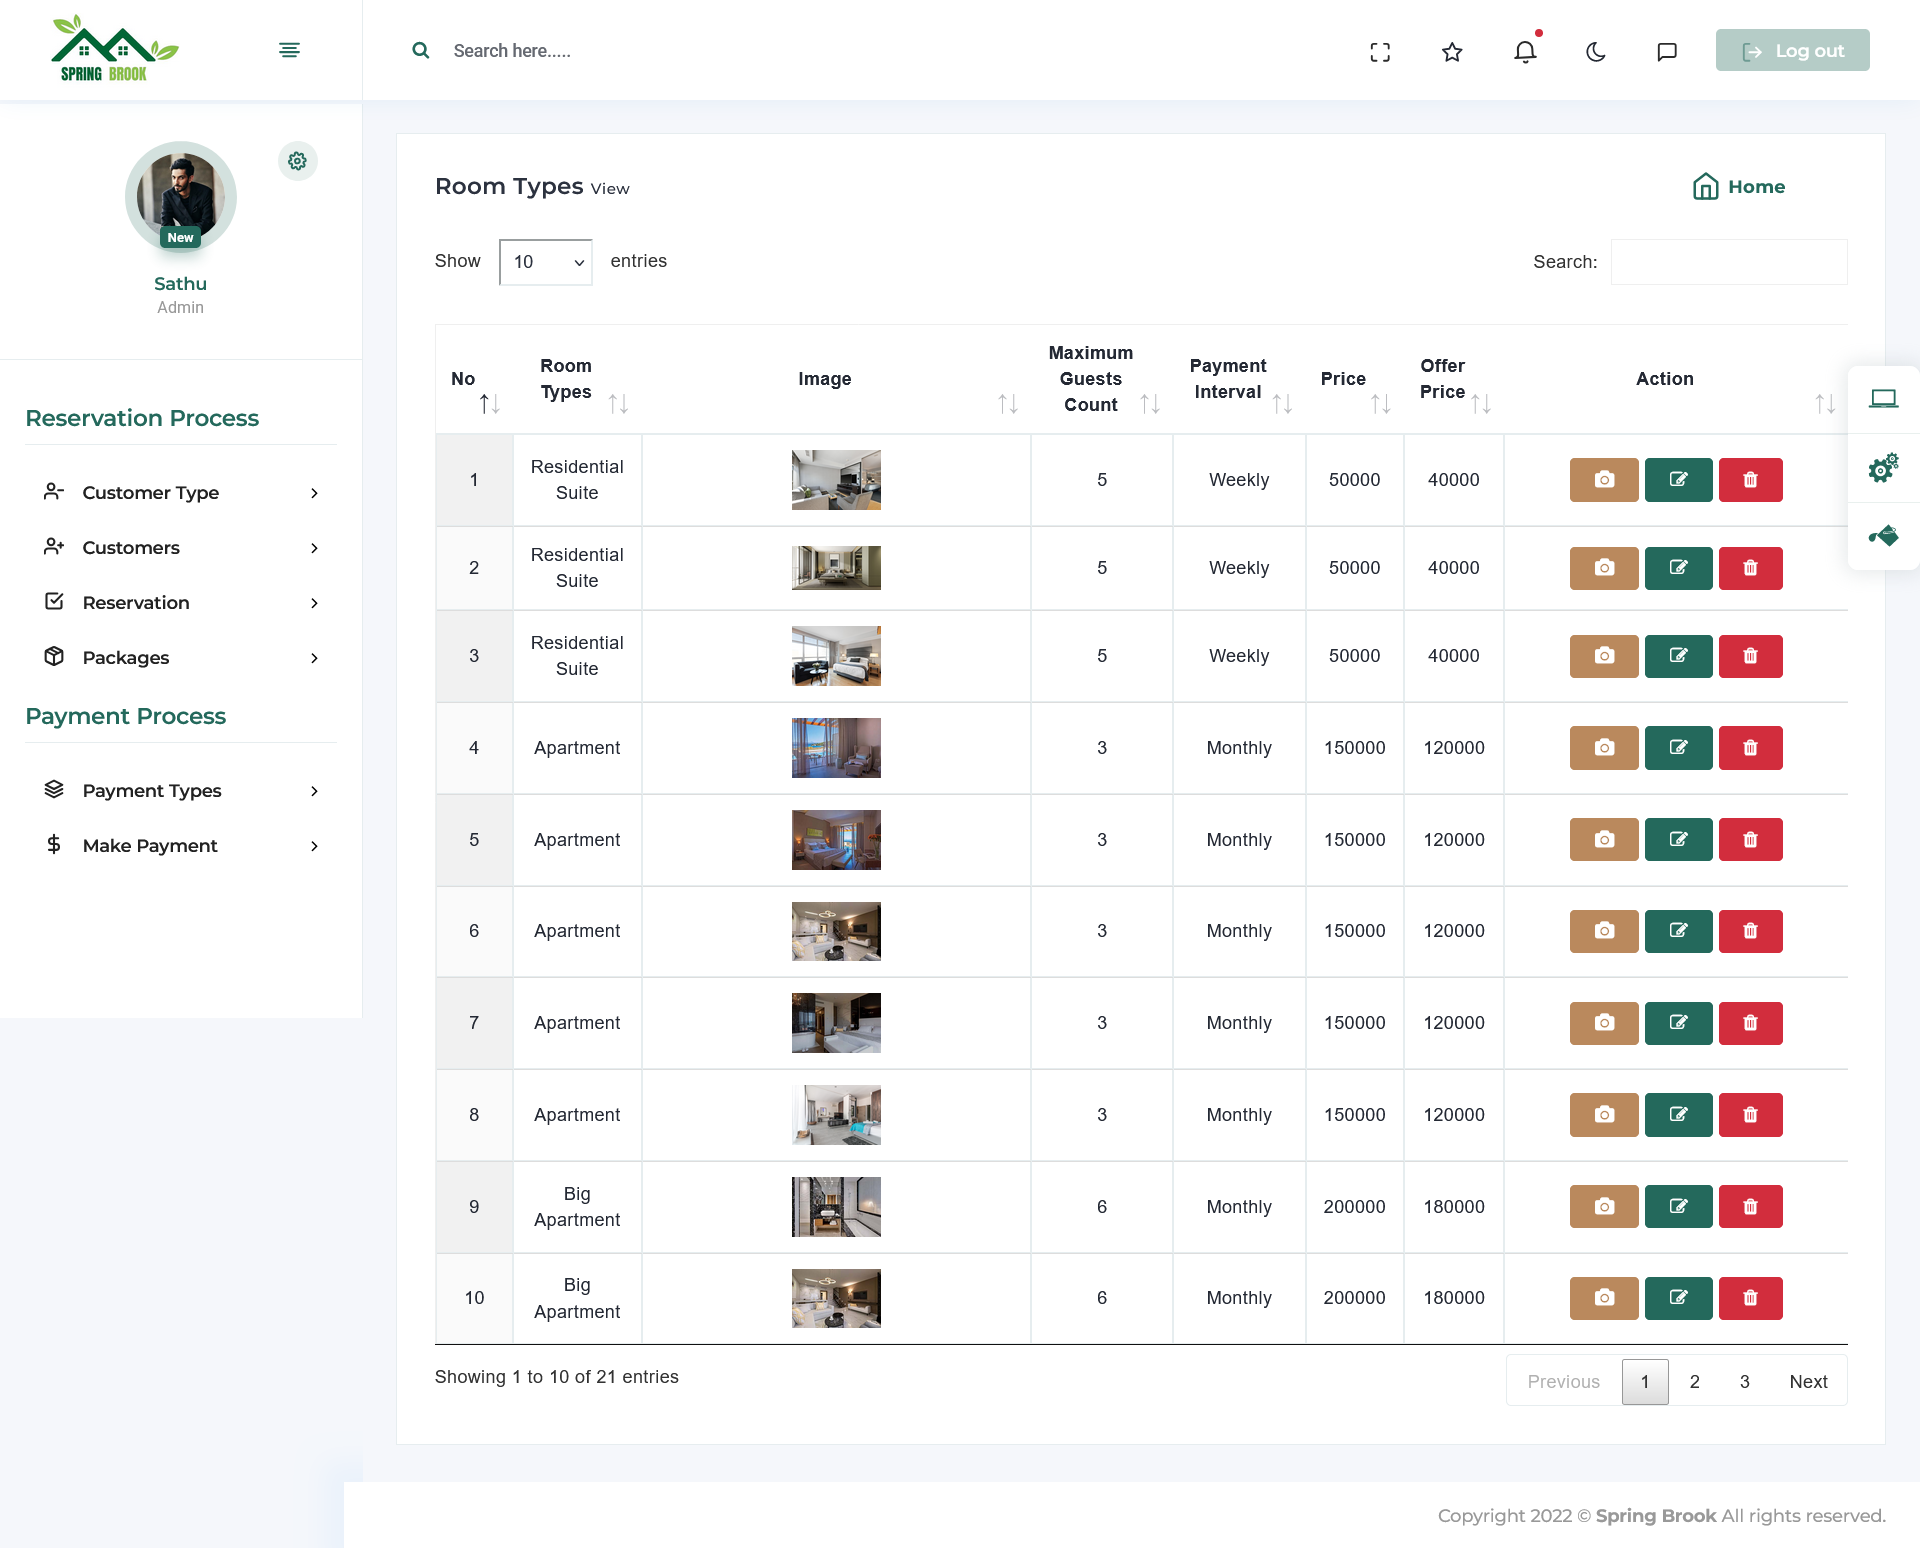 SPRING BROOK
Search here.....
Log out
New
Sathu
Admin
Reservation Process
Customer Type
Customers
Reservation
Packages
Payment Process
Payment Types
Make Payment
Room Types View
Home
Show 10 entries
Search:
No Room Types Image Maximum Guests Count Payment Interval Price Offer Price Action
1 Residential Suite 5 Weekly 50000 40000
2 Residential Suite 5 Weekly 50000 40000
3 Residential Suite 5 Weekly 50000 40000
4 Apartment 3 Monthly 150000 120000
5 Apartment 3 Monthly 150000 120000
6 Apartment 3 Monthly 150000 120000
7 Apartment 3 Monthly 150000 120000
8 Apartment 3 Monthly 150000 120000
9 Big Apartment 6 Monthly 200000 180000
10 Big Apartment 6 Monthly 200000 180000
Showing 1 to 10 of 21 entries
Previous 1 2 3 Next
Copyright 2022 © Spring Brook All rights reserved.